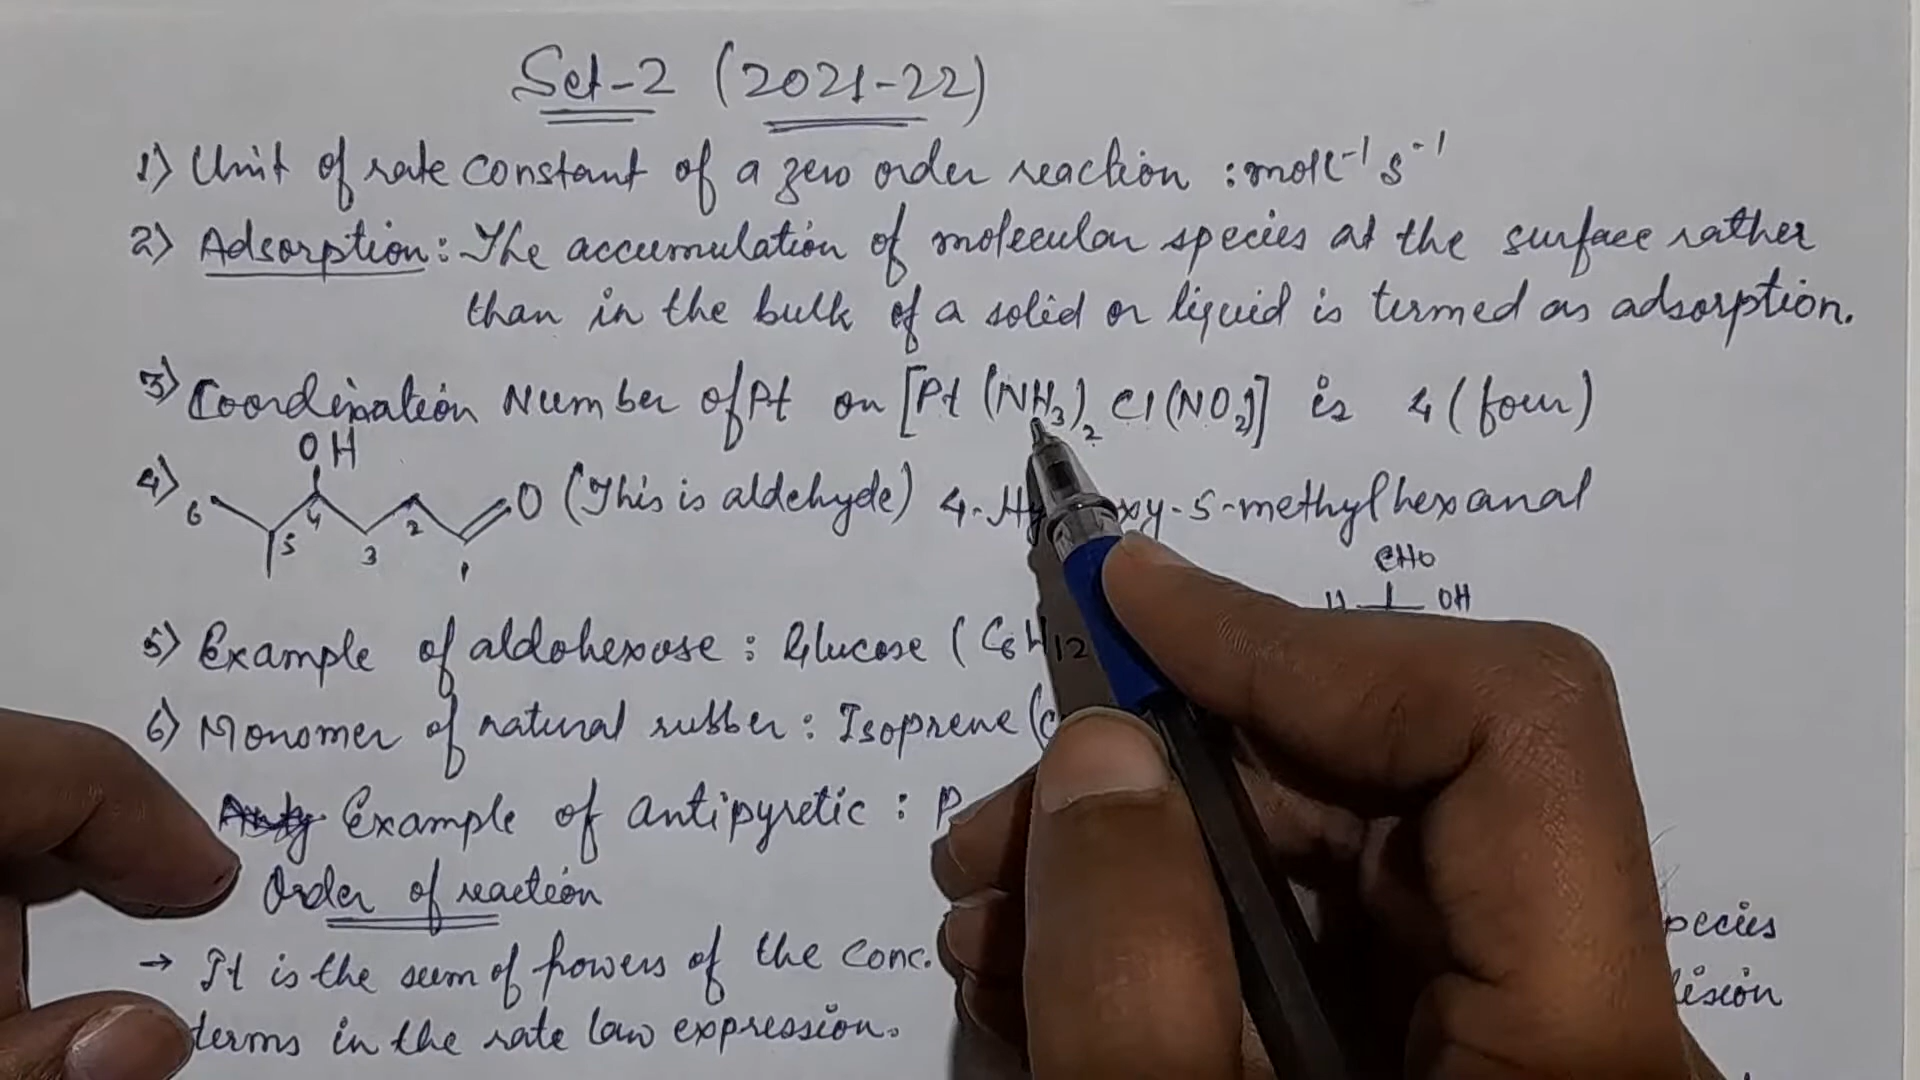 Set-2 (2021-22)
1) Unit of rate constant of a zero order reaction : molL⁻¹ s⁻¹
2) Adsorption: The accumulation of molecular species at the surface rather
than in the bulk of a solid or liquid is termed as adsorption.
3) Coordination Number of Pt on [Pt (NH₃)₂ Cl(NO₂)] is 4 (four)
OH
4) 6 5 4 3 2 1 O (This is aldehyde) 4-Hy oxy-5-methylhexanal
CHO
H OH
5) Example of aldohexose : Glucose (C6H12
6) Monomer of natural rubber : Isoprene (C
Example of antipyretic : P
Order of reaction
→ It is the sum of powers of the conc. pecies
terms in the rate law expression. lision